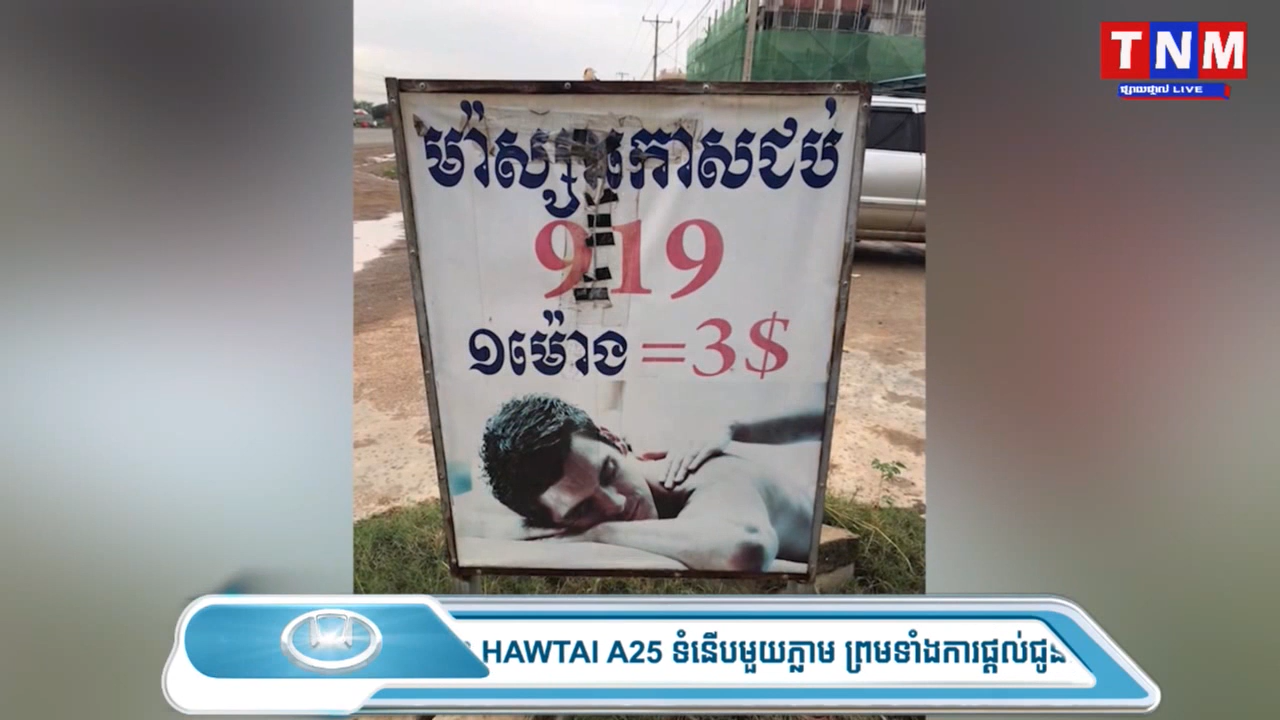 TNM
ផ្សាយផ្ទាល់ LIVE
ម៉ាស្សាកោសជប់
919
១ម៉ោង =3$
HAWTAI A25 ទំនើបមួយភ្លាម ព្រមទាំងការផ្តល់ជូន